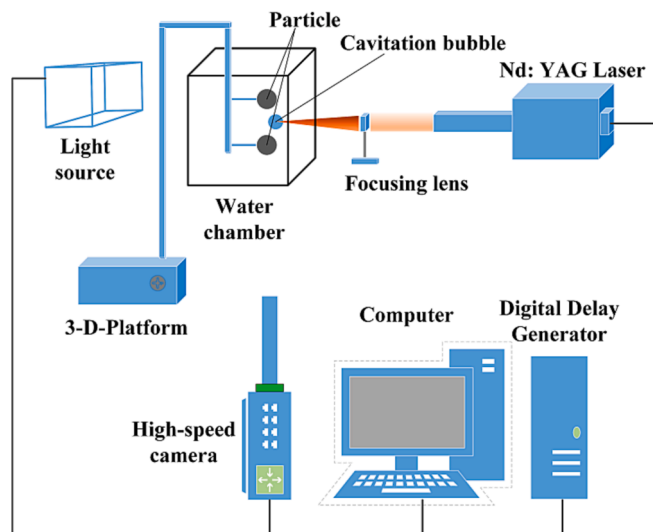 Particle
Cavitation bubble
Nd: YAG Laser
Light
source
Focusing lens
Water
chamber
3-D-Platform
Computer
Digital Delay
Generator
High-speed
camera